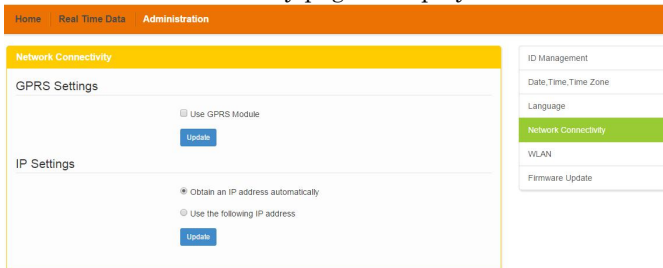 Home Real Time Data Administration
Network Connectivity
GPRS Settings
Use GPRS Module
Update
IP Settings
Obtain an IP address automatically
Use the following IP address
Update
ID Management
Date,Time,Time Zone
Language
Network Connectivity
WLAN
Firmware Update